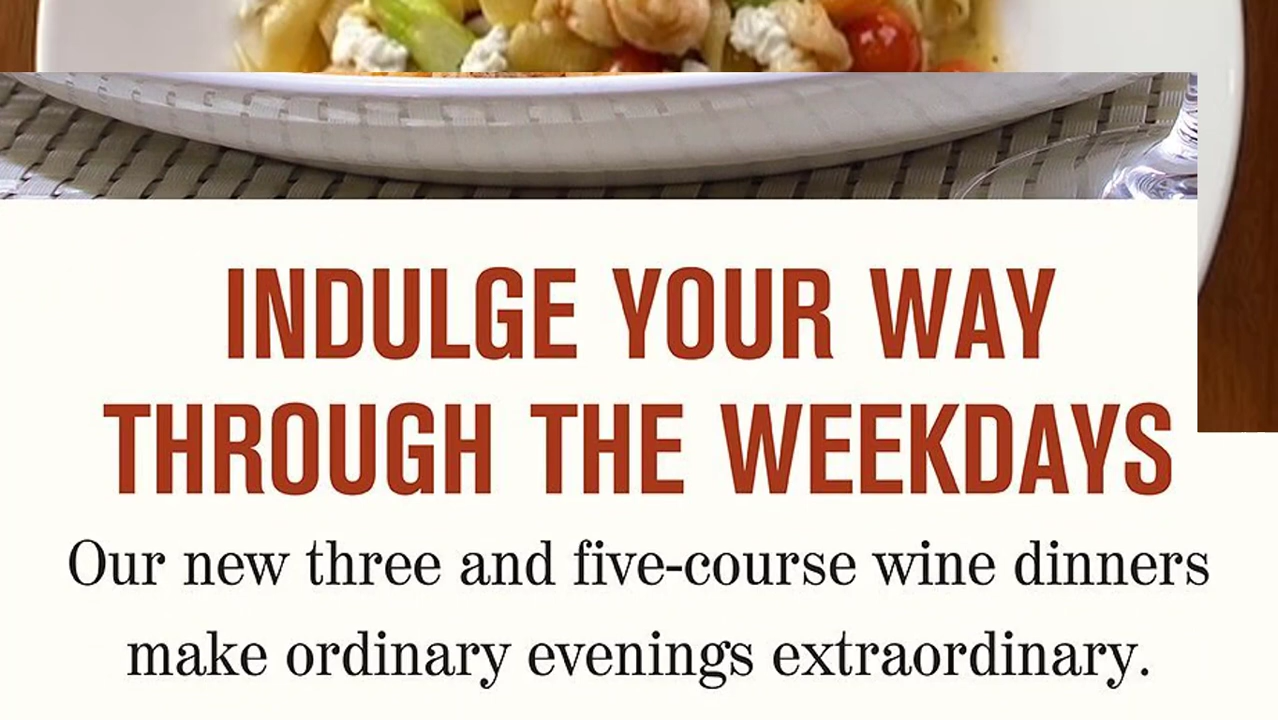 INDULGE YOUR WAY
THROUGH THE WEEKDAYS
Our new three and five-course wine dinners
make ordinary evenings extraordinary.